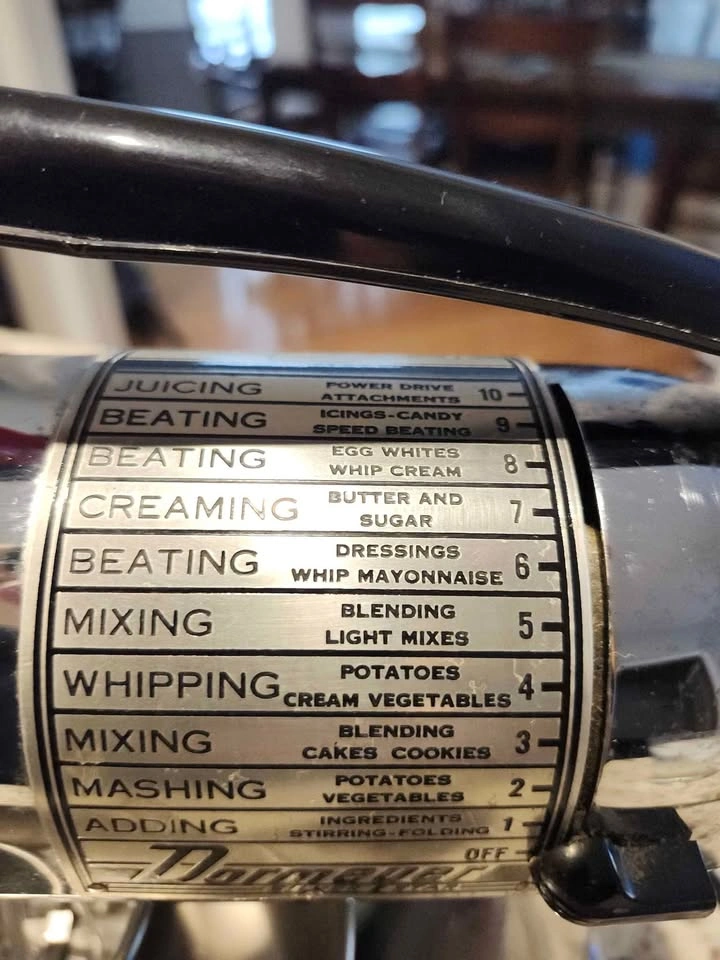 JUICING POWER DRIVE ATTACHMENTS 10
BEATING ICINGS-CANDY SPEED BEATING 9
BEATING EGG WHITES WHIP CREAM 8
CREAMING BUTTER AND SUGAR 7
BEATING DRESSINGS WHIP MAYONNAISE 6
MIXING BLENDING LIGHT MIXES 5
WHIPPING POTATOES CREAM VEGETABLES 4
MIXING BLENDING CAKES COOKIES 3
MASHING POTATOES VEGETABLES 2
ADDING INGREDIENTS STIRRING-FOLDING 1
OFF
Dormeyer